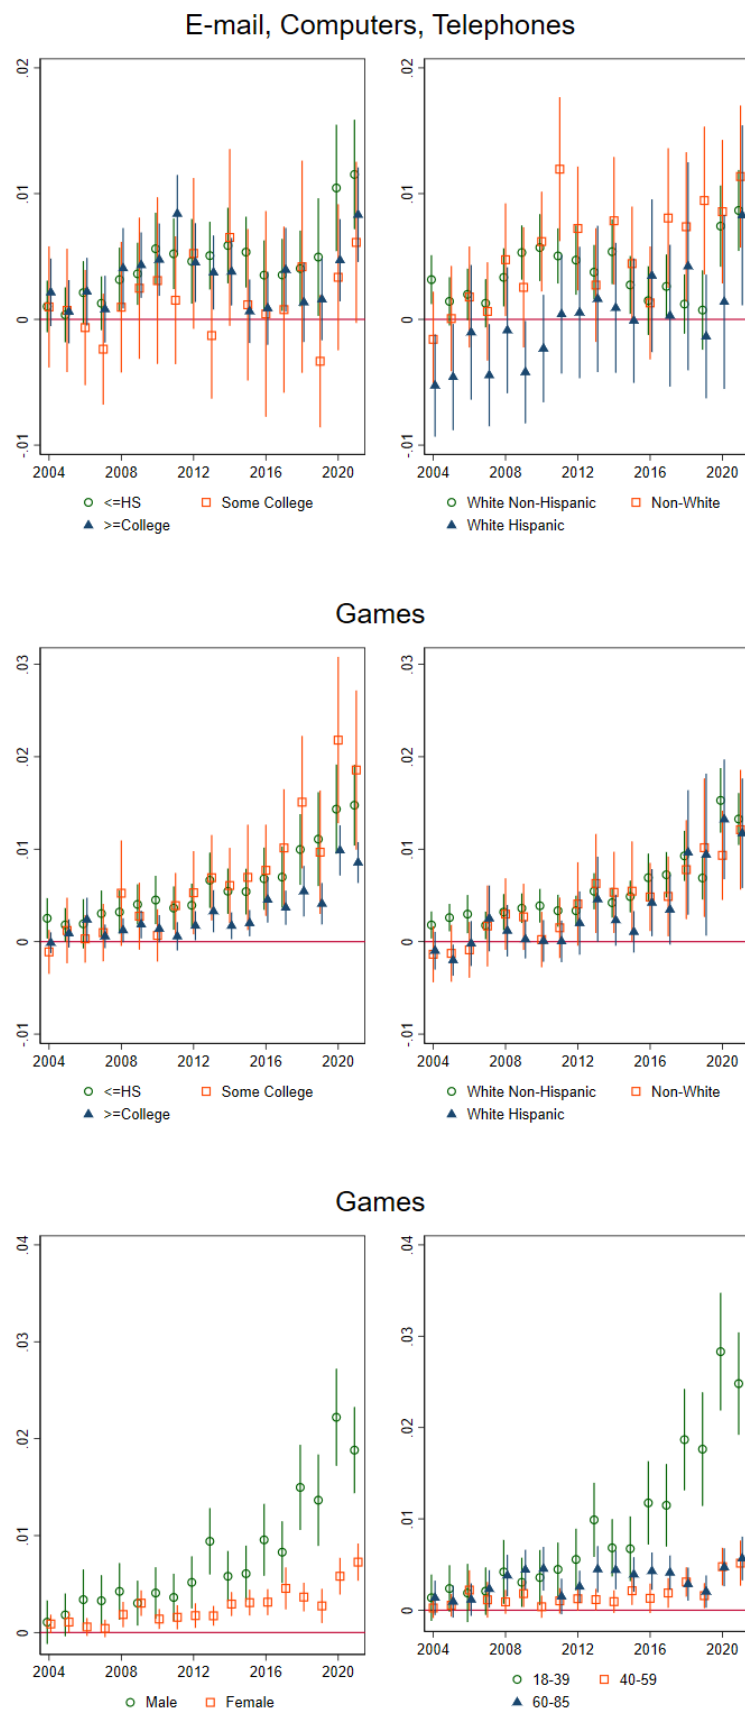 E-mail, Computers, Telephones
.02
.01
0
-.01
2004 2008 2012 2016 2020
<=HS Some College
>=College
.02
.01
0
-.01
2004 2008 2012 2016 2020
White Non-Hispanic Non-White
White Hispanic
Games
.03
.02
.01
0
-.01
2004 2008 2012 2016 2020
<=HS Some College
>=College
.03
.02
.01
0
-.01
2004 2008 2012 2016 2020
White Non-Hispanic Non-White
White Hispanic
Games
.04
.03
.02
.01
0
2004 2008 2012 2016 2020
Male Female
.04
.03
.02
.01
0
2004 2008 2012 2016 2020
18-39 40-59
60-85